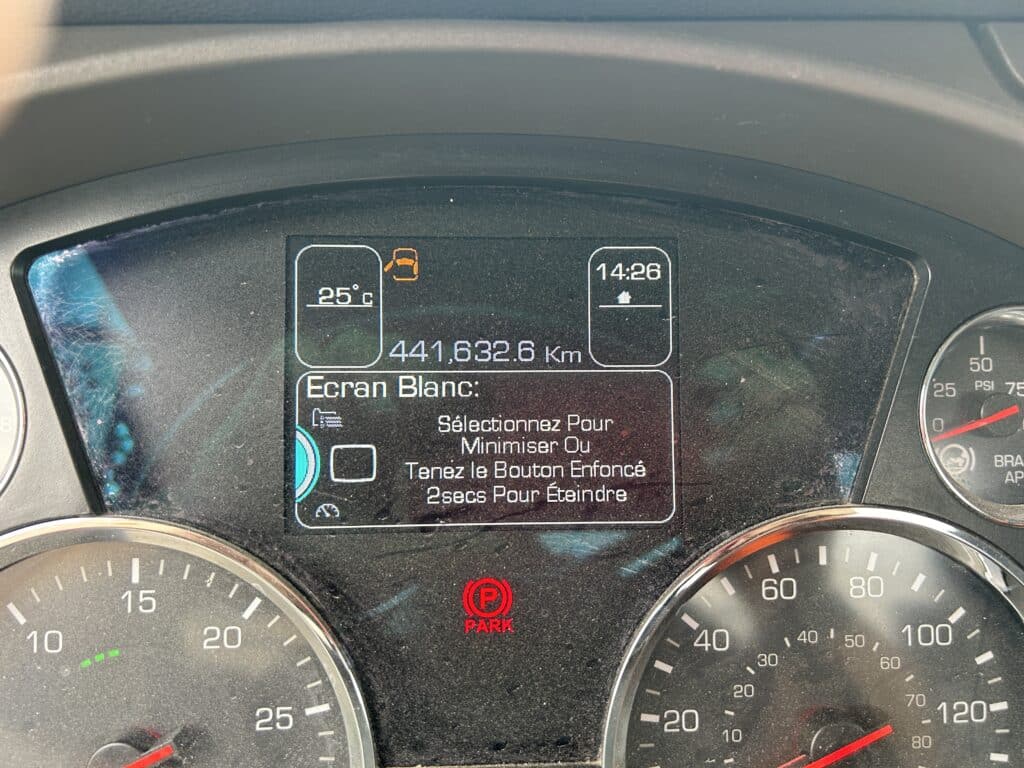 25°C
14:26
441,632.6 Km
Ecran Blanc:
Sélectionnez Pour
Minimiser Ou
Tenez le Bouton Enfoncé
2secs Pour Éteindre
P
PARK
10
15
20
25
20
40
60
80
100
120
10
20
30
40
50
60
70
80
0
25
50
75
PSI
BRA
AP